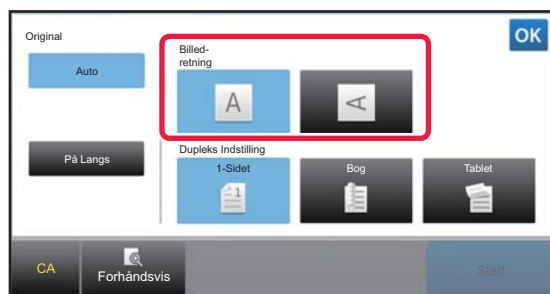 Original
OK
Billed-
retning
Auto
A
A
På Langs
Dupleks Indstilling
1-Sidet
Bog
Tablet
1
CA
Forhåndsvis
Start